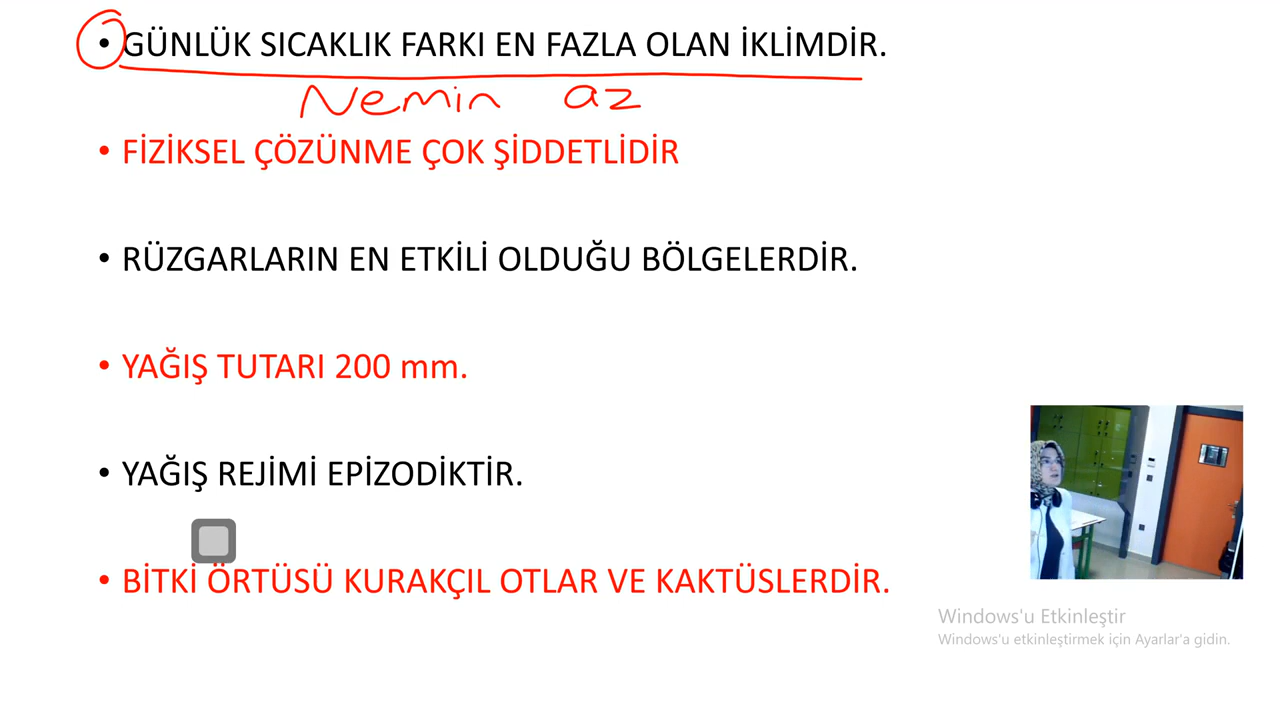 • GÜNLÜK SICAKLIK FARKI EN FAZLA OLAN İKLİMDİR.
Nemin az
• FİZİKSEL ÇÖZÜNME ÇOK ŞİDDETLİDİR
• RÜZGARLARIN EN ETKİLİ OLDUĞU BÖLGELERDİR.
• YAĞIŞ TUTARI 200 mm.
• YAĞIŞ REJİMİ EPİZODİKTİR.
• BİTKİ ÖRTÜSÜ KURAKÇIL OTLAR VE KAKTÜSLERDİR.
Windows'u Etkinleştir
Windows'u etkinleştirmek için Ayarlar'a gidin.